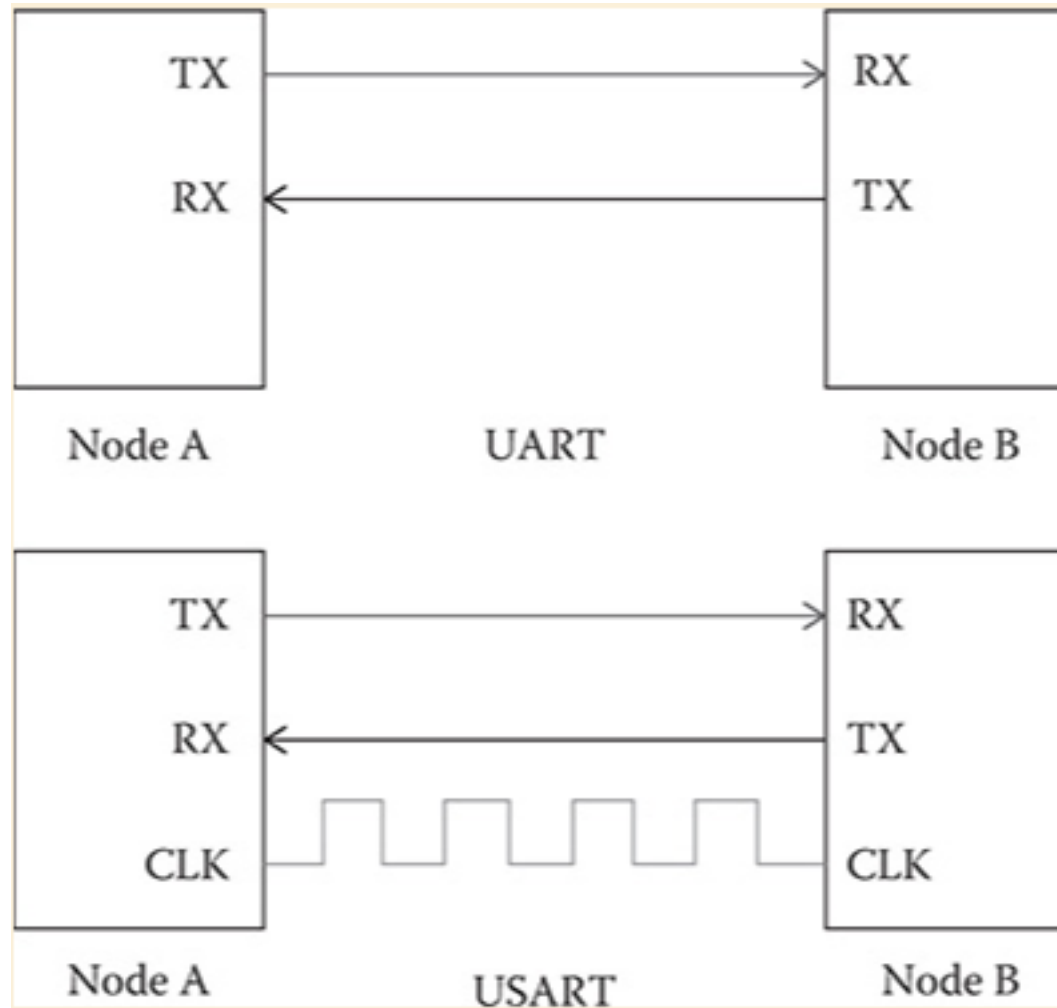 TX RX
RX TX
Node A UART Node B
TX RX
RX TX
CLK CLK
Node A USART Node B